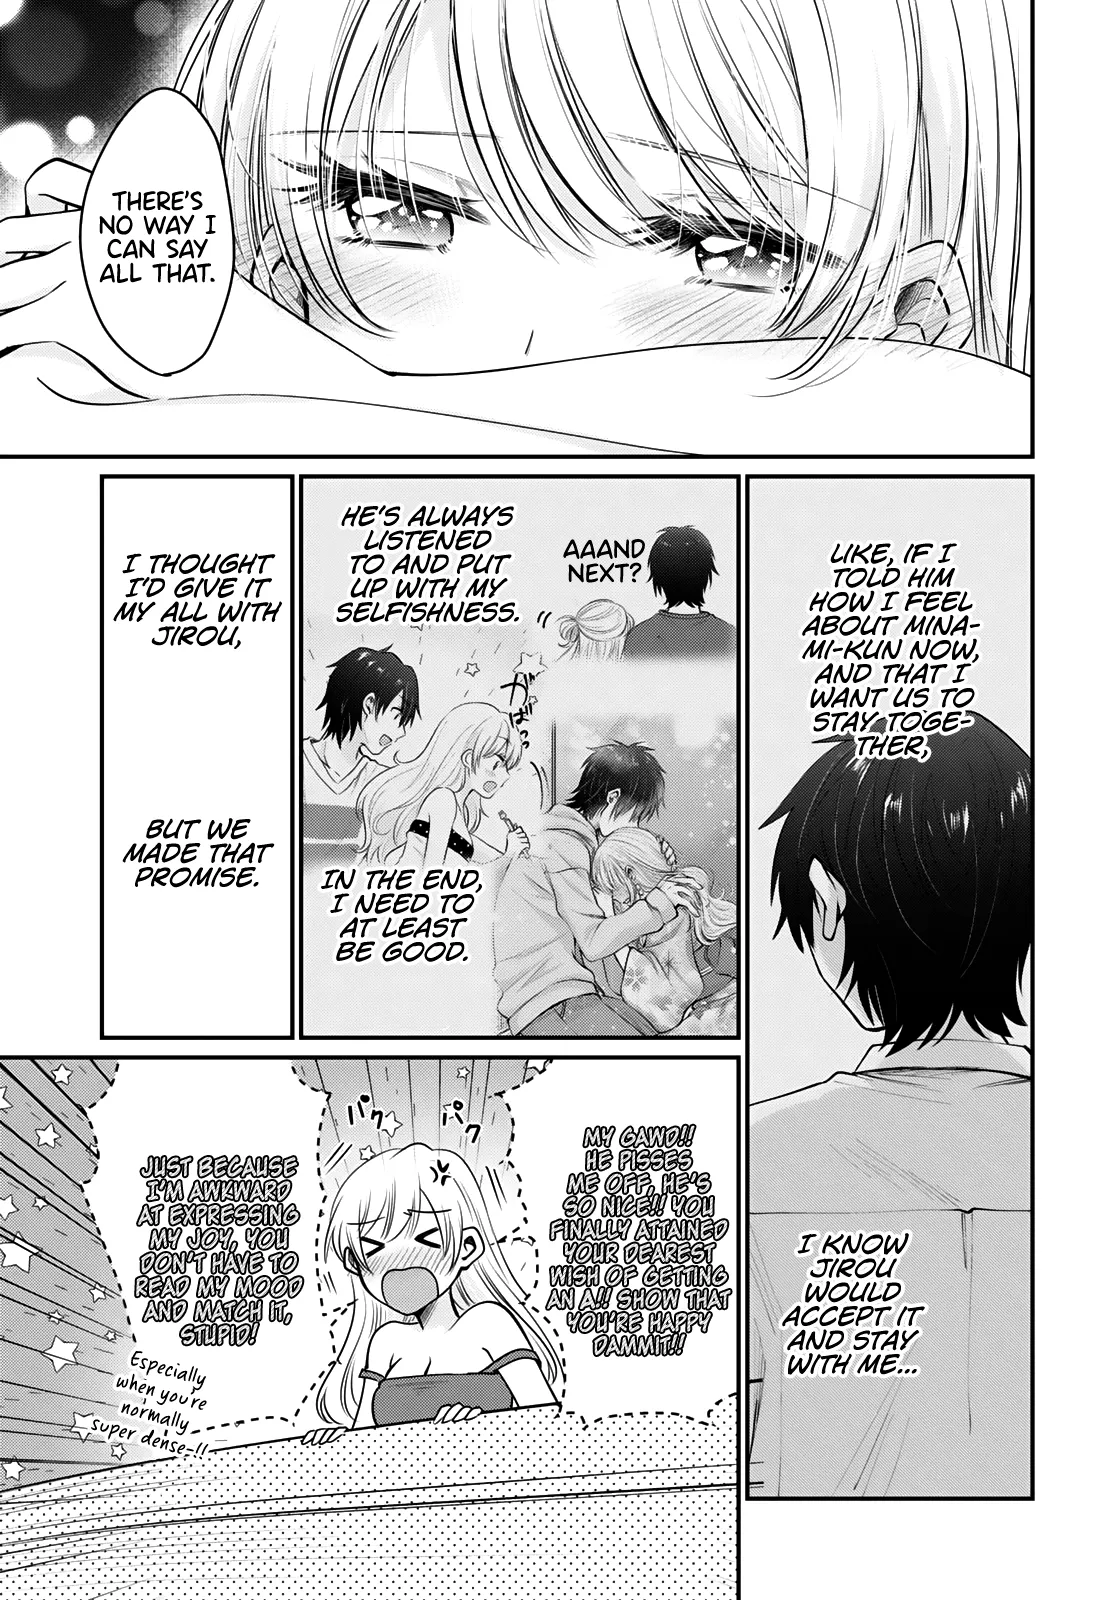 THERE'S
NO WAY I
CAN SAY
ALL THAT.
LIKE, IF I
TOLD HIM
HOW I FEEL
ABOUT MINA-
MI-KUN NOW,
AND THAT I
WANT US TO
STAY TOGE-
THER,
I KNOW
JIROU
WOULD
ACCEPT IT
AND STAY
WITH ME...
AAAND
NEXT?
HE'S ALWAYS
LISTENED
TO AND PUT
UP WITH MY
SELFISHNESS.
IN THE END,
I NEED TO
AT LEAST
BE GOOD.
I THOUGHT
I'D GIVE IT
MY ALL WITH
JIROU,
BUT WE
MADE THAT
PROMISE.
MY GAWD!!
HE PISSES
ME OFF, HE'S
SO NICE!! YOU
FINALLY ATTAINED
YOUR DEAREST
WISH OF GETTING
AN A!! SHOW THAT
YOU'RE HAPPY
DAMMIT!!
パク
パク
JUST BECAUSE
I'M AWKWARD
AT EXPRESSING
MY JOY, YOU
DON'T HAVE TO
READ MY MOOD
AND MATCH IT,
STUPID!
Especially
when you're
normally
super dense-!!